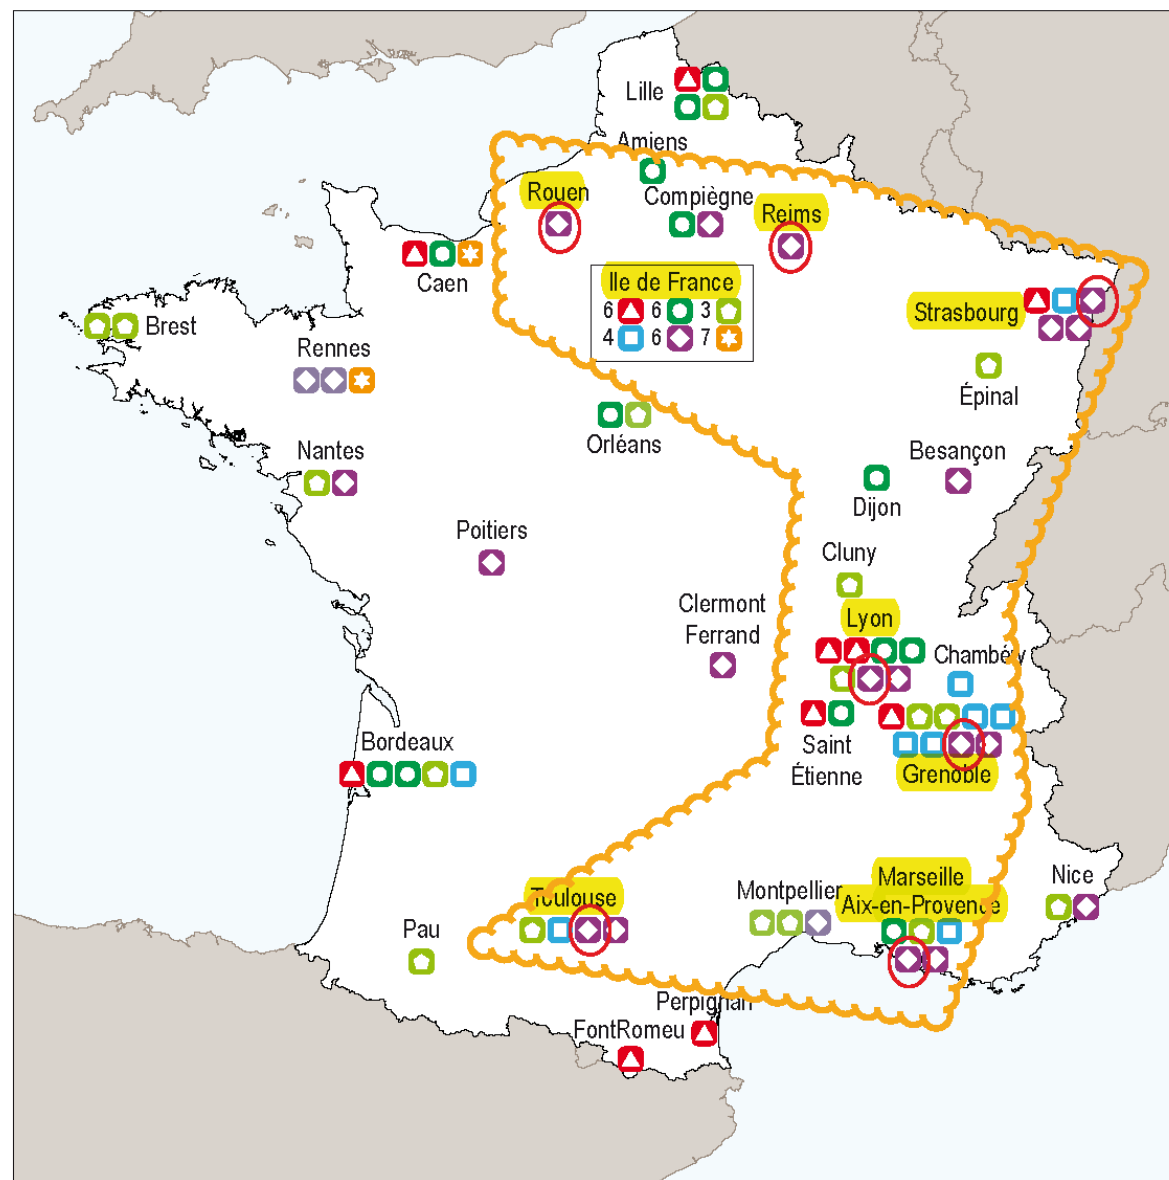 Lille
Amiens
Rouen
Compiègne
Reims
Ile de France
6 6 3
4 6 7
Caen
Strasbourg
Brest
Rennes
Épinal
Orléans
Nantes
Besançon
Dijon
Poitiers
Cluny
Clermont
Ferrand
Lyon
Chambéry
Saint
Étienne
Grenoble
Bordeaux
Toulouse
Montpellier
Marseille
Aix-en-Provence
Nice
Pau
Perpignan
FontRomeu